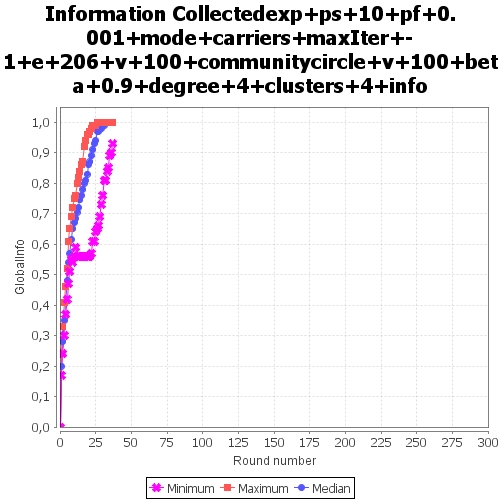 Information Collectedexp+ps+10+pf+0.
001+mode+carriers+maxIter+-
1+e+206+v+100+communitycircle+v+100+bet
a+0.9+degree+4+clusters+4+info
1,0
0,9
0,8
0,7
0,6
0,5
0,4
0,3
0,2
0,1
0,0
GlobalInfo
0 25 50 75 100 125 150 175 200 225 250 275 300
Round number
Minimum Maximum Median